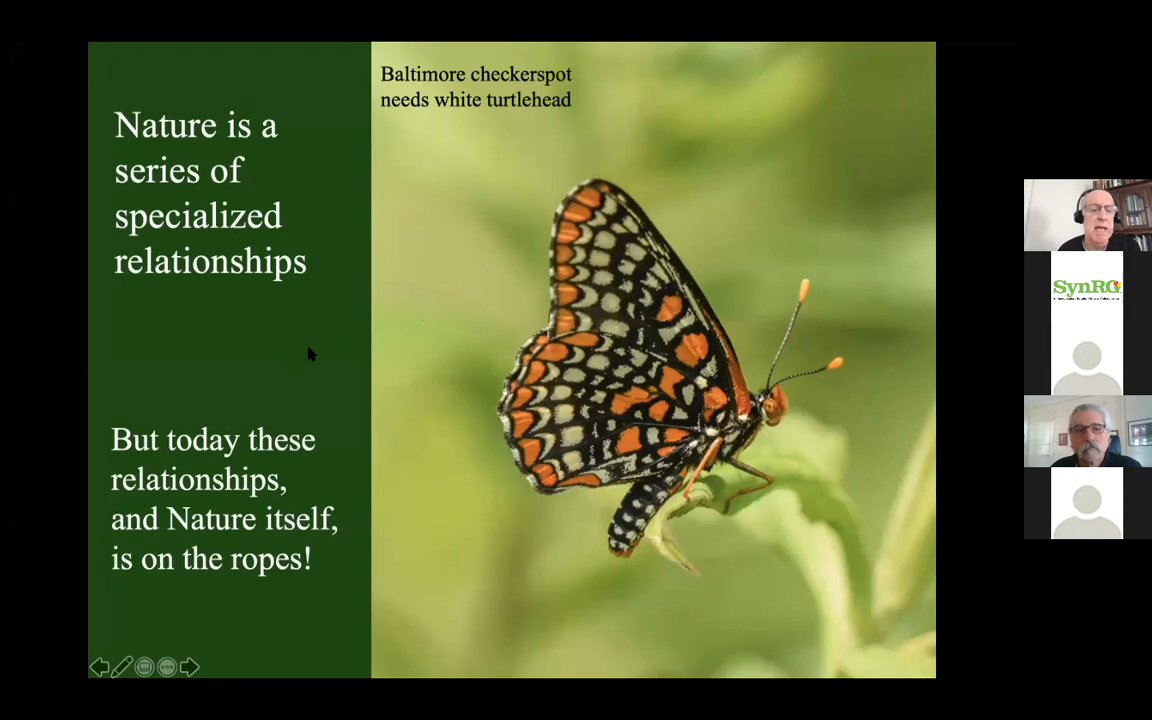 Nature is a
series of
specialized
relationships
But today these
relationships,
and Nature itself,
is on the ropes!
Baltimore checkerspot
needs white turtlehead
SynRG